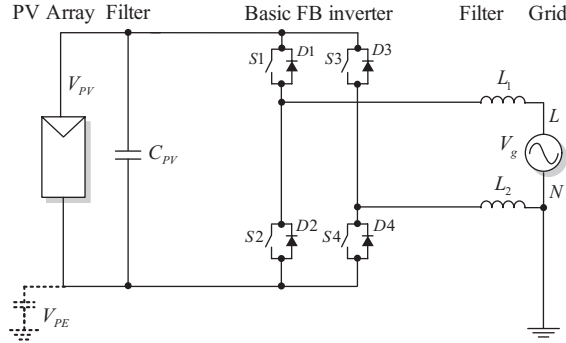 PV Array Filter Basic FB inverter Filter Grid
S1 D1 S3 D3
V_PV
L_1
L
C_PV
V_g
L_2
N
S2 D2 S4 D4
V_PE